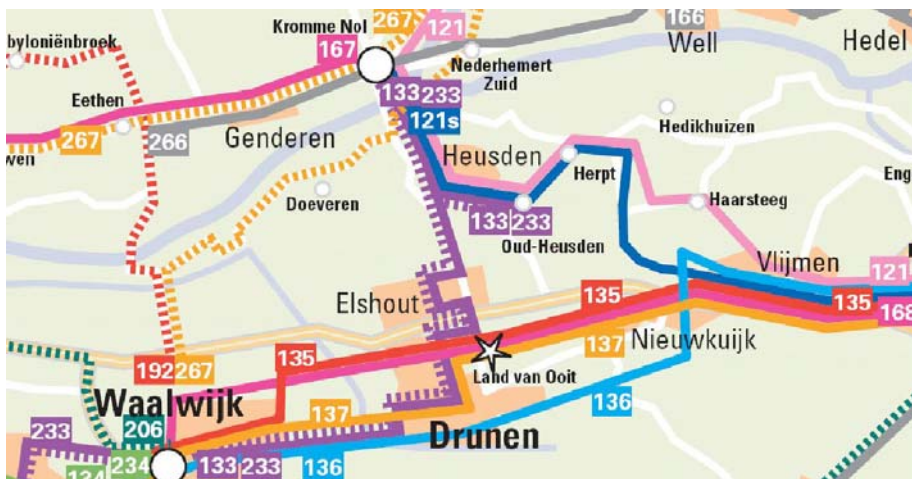 Kromme Nol
267
121
166
Well
Hedel
byloniënbroek
167
Nederhemert
Zuid
133 233
121s
Eethen
267
266
Genderen
Hedikhuizen
wen
Heusden
Herpt
Eng
Doeveren
133 233
Haarsteeg
Oud-Heusden
Vlijmen
121
135
135
168
Elshout
192 267
135
137
Nieuwkuijk
Land van Ooit
Waalwijk
137
136
233
206
Drunen
134
234
133 233
136